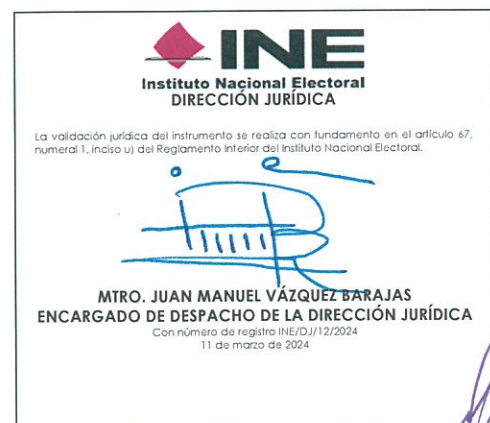 INE
Instituto Nacional Electoral
DIRECCIÓN JURÍDICA
La validación jurídica del instrumento se realiza con fundamento en el artículo 67,
numeral 1, inciso u) del Reglamento Interior del Instituto Nacional Electoral.
MTRO. JUAN MANUEL VÁZQUEZ BARAJAS
ENCARGADO DE DESPACHO DE LA DIRECCIÓN JURÍDICA
Con número de registro INE/DJ/12/2024
11 de marzo de 2024